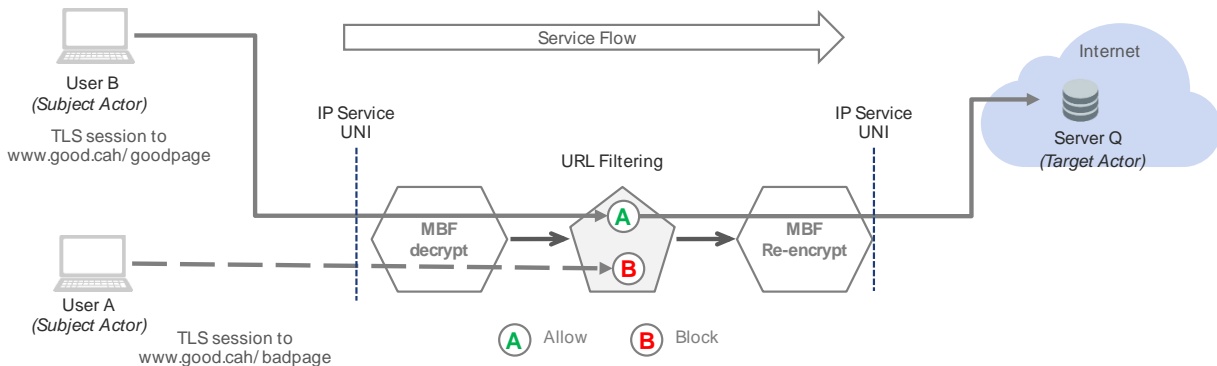 Service Flow
Internet
User B
(Subject Actor)
TLS session to
www.good.cah/ goodpage
IP Service
UNI
IP Service
UNI
Server Q
(Target Actor)
URL Filtering
A
MBF
decrypt
MBF
Re-encrypt
B
User A
(Subject Actor)
TLS session to
www.good.cah/ badpage
A Allow
B Block